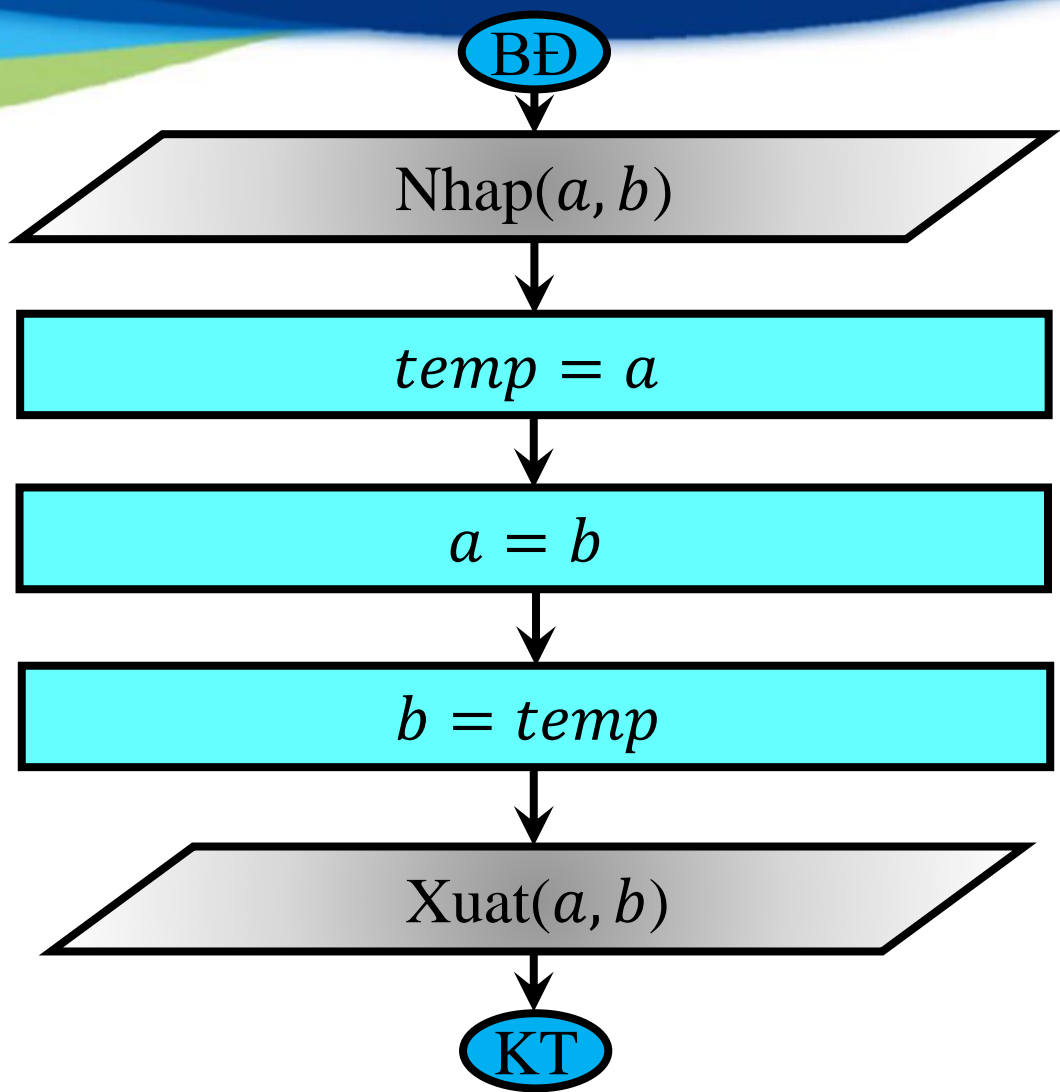 BĐ
Nhap(a, b)
temp = a
a = b
b = temp
Xuat(a, b)
KT